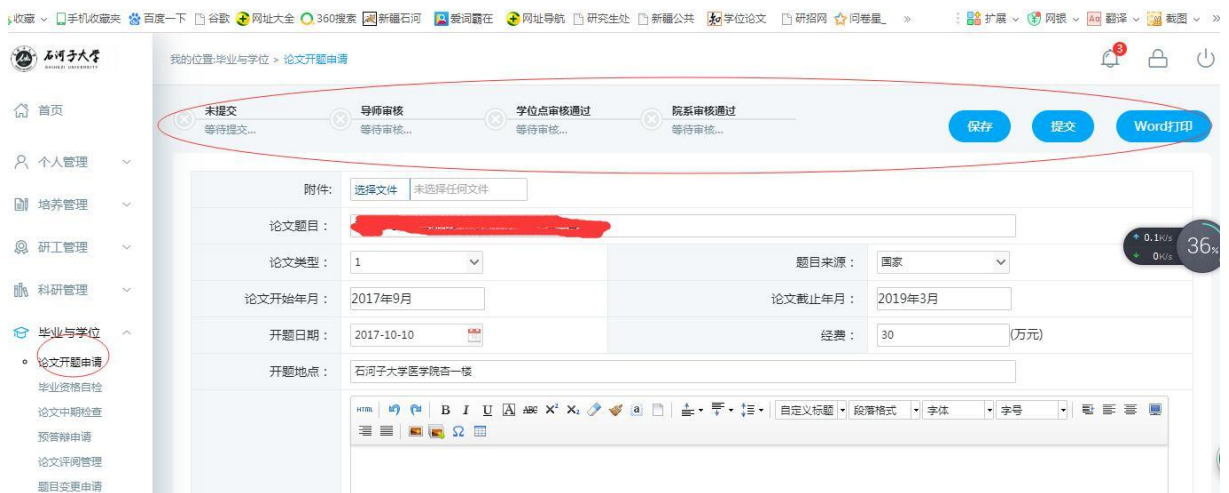 收藏 手机收藏夹 百度一下 谷歌 网址大全 360搜索 新疆石河 爱词霸在 网址导航 研究生处 新疆公共 学位论文 研招网 问卷星_ » 扩展 网银 翻译 截图 »
石河子大学
SHIHEZI UNIVERSITY
我的位置:毕业与学位 > 论文开题申请
3
首页
个人管理
培养管理
研工管理
科研管理
毕业与学位
论文开题申请
毕业资格自检
论文中期检查
预答辩申请
论文评阅管理
题目变更申请
未提交
等待提交...
导师审核
等待审核...
学位点审核通过
等待审核...
院系审核通过
等待审核...
保存 提交 Word打印
附件: 选择文件 未选择任何文件
论文题目：
论文类型： 1 题目来源： 国家
论文开始年月： 2017年9月 论文截止年月： 2019年3月
开题日期： 2017-10-10 经费： 30 (万元)
开题地点： 石河子大学医学院杏一楼
HTML B I U A ABC X² X₂ a 自定义标题 段落格式 字体 字号
Ω
0.1K/s
0K/s
36%